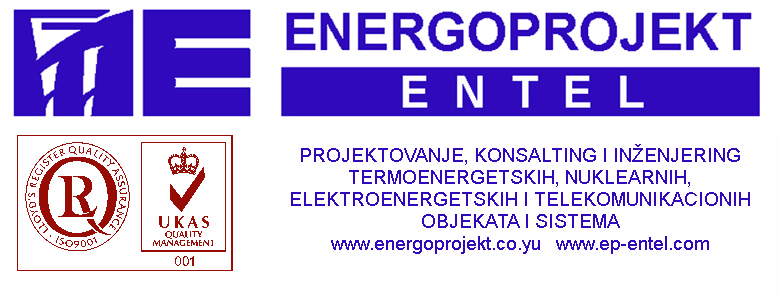 ENERGOPROJEKT
ENTEL
LLOYD'S REGISTER QUALITY ASSURANCE
LRQ
· ISO9001 ·
UKAS
QUALITY
MANAGEMENT
001
PROJEKTOVANJE, KONSALTING I INŽENJERING
TERMOENERGETSKIH, NUKLEARNIH,
ELEKTROENERGETSKIH I TELEKOMUNIKACIONIH
OBJEKATA I SISTEMA
www.energoprojekt.co.yu www.ep-entel.com